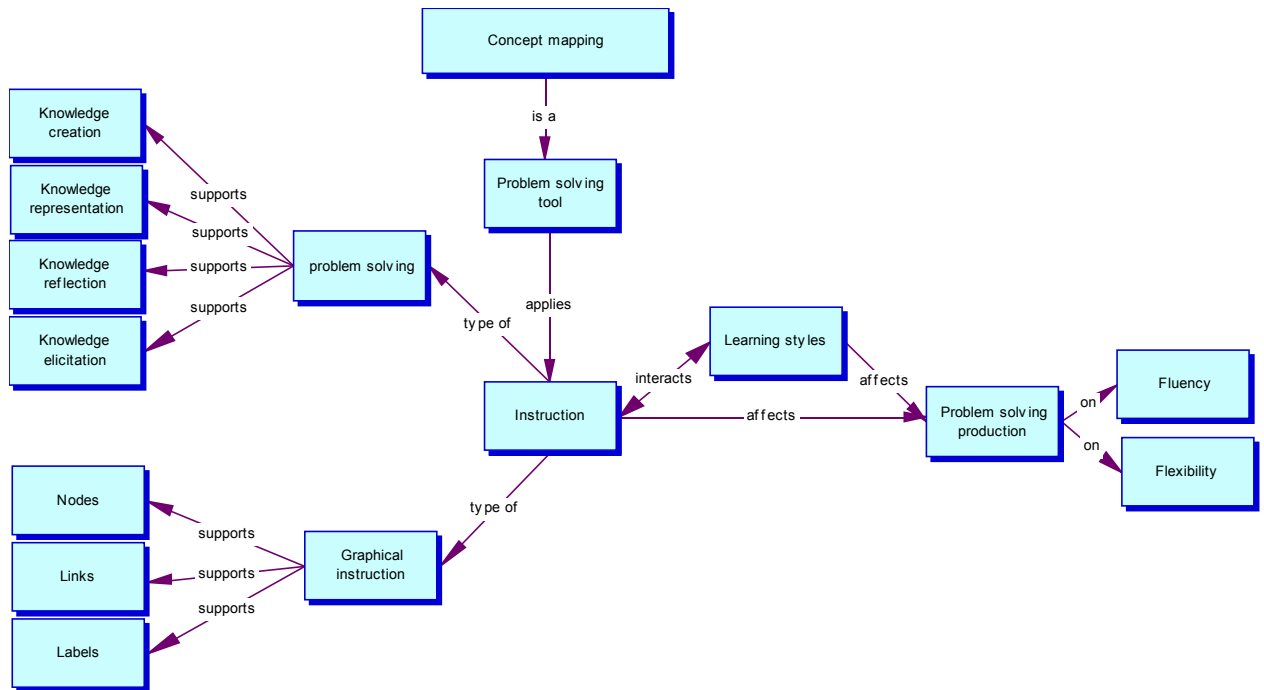 Concept mapping
is a
Problem solving
tool
applies
Knowledge
creation
Knowledge
representation
Knowledge
reflection
Knowledge
elicitation
supports
supports
supports
supports
problem solving
type of
Instruction
interacts
Learning styles
affects
affects
Problem solving
production
on
on
Fluency
Flexibility
type of
Graphical
instruction
supports
supports
supports
Nodes
Links
Labels